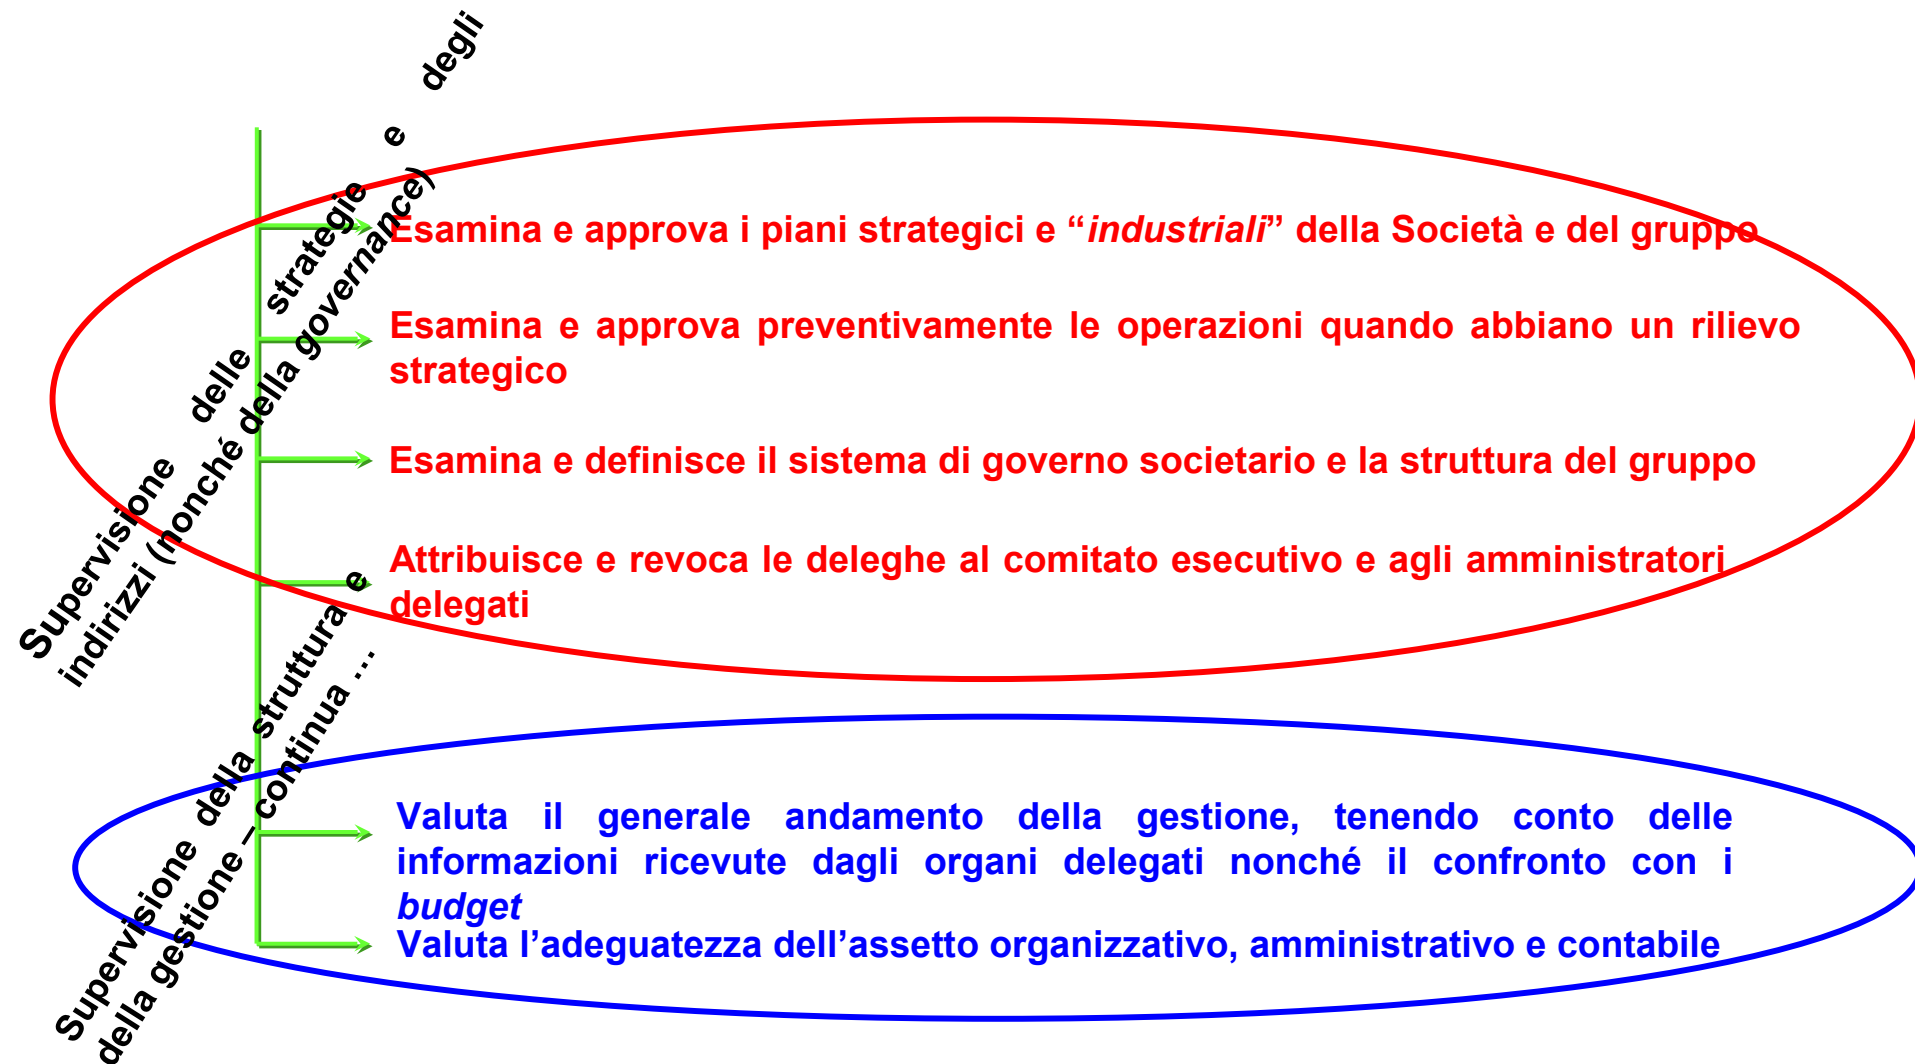 Supervisione delle strategie e degli
indirizzi (nonché della governance)
Esamina e approva i piani strategici e “industriali” della Società e del gruppo
Esamina e approva preventivamente le operazioni quando abbiano un rilievo
strategico
Esamina e definisce il sistema di governo societario e la struttura del gruppo
Attribuisce e revoca le deleghe al comitato esecutivo e agli amministratori
delegati
Supervisione della struttura e
della gestione – continua …
Valuta il generale andamento della gestione, tenendo conto delle
informazioni ricevute dagli organi delegati nonché il confronto con i
budget
Valuta l’adeguatezza dell’assetto organizzativo, amministrativo e contabile